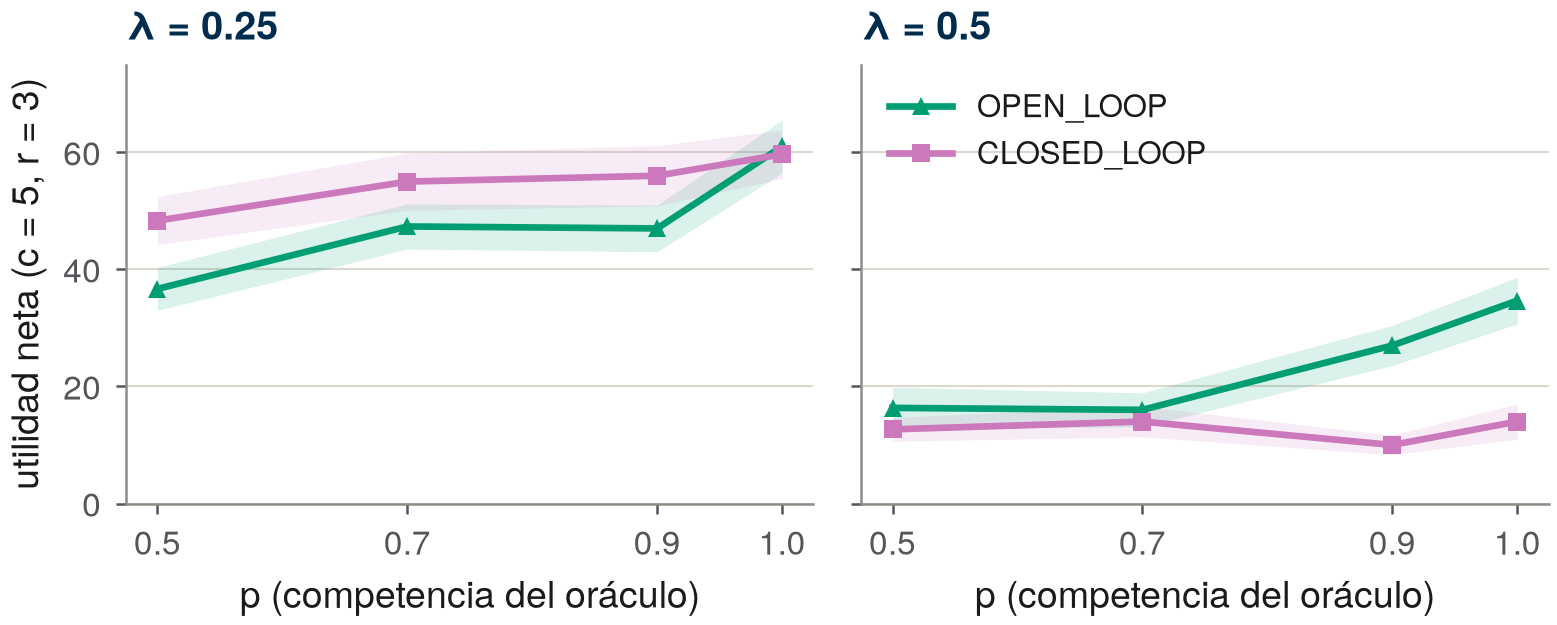 λ = 0.25
λ = 0.5
utilidad neta (c = 5, r = 3)
60
40
20
0
OPEN_LOOP
CLOSED_LOOP
0.5 0.7 0.9 1.0
0.5 0.7 0.9 1.0
p (competencia del oráculo)
p (competencia del oráculo)